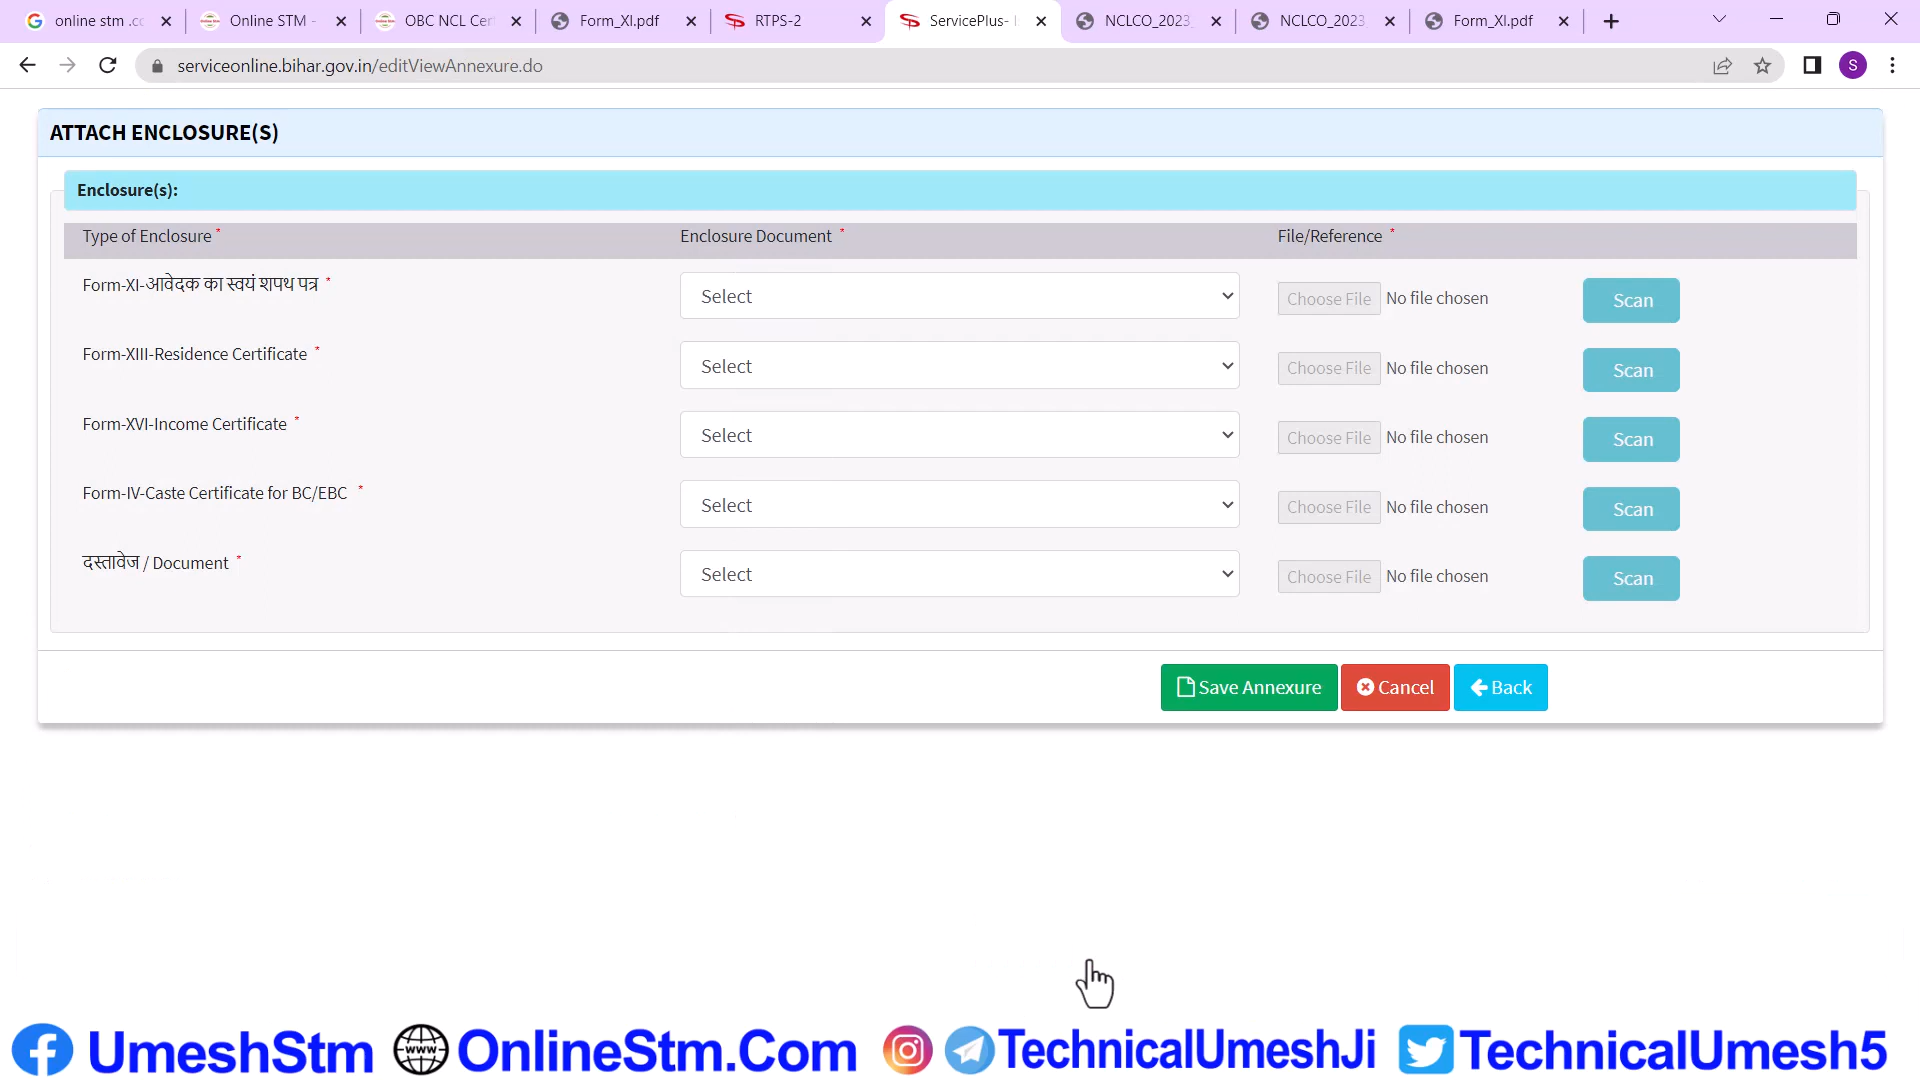 online stm .co
Online STM -
OBC NCL Cer
Form_XI.pdf
RTPS-2
ServicePlus-
NCLCO_2023
NCLCO_2023
Form_XI.pdf
serviceonline.bihar.gov.in/editViewAnnexure.do
S
ATTACH ENCLOSURE(S)
Enclosure(s):
Type of Enclosure * Enclosure Document * File/Reference *
Form-XI-आवेदक का स्वयं शपथ पत्र * Select Choose File No file chosen Scan
Form-XIII-Residence Certificate * Select Choose File No file chosen Scan
Form-XVI-Income Certificate * Select Choose File No file chosen Scan
Form-IV-Caste Certificate for BC/EBC * Select Choose File No file chosen Scan
दस्तावेज / Document * Select Choose File No file chosen Scan
Save Annexure Cancel Back
UmeshStm www OnlineStm.Com TechnicalUmeshJi TechnicalUmesh5